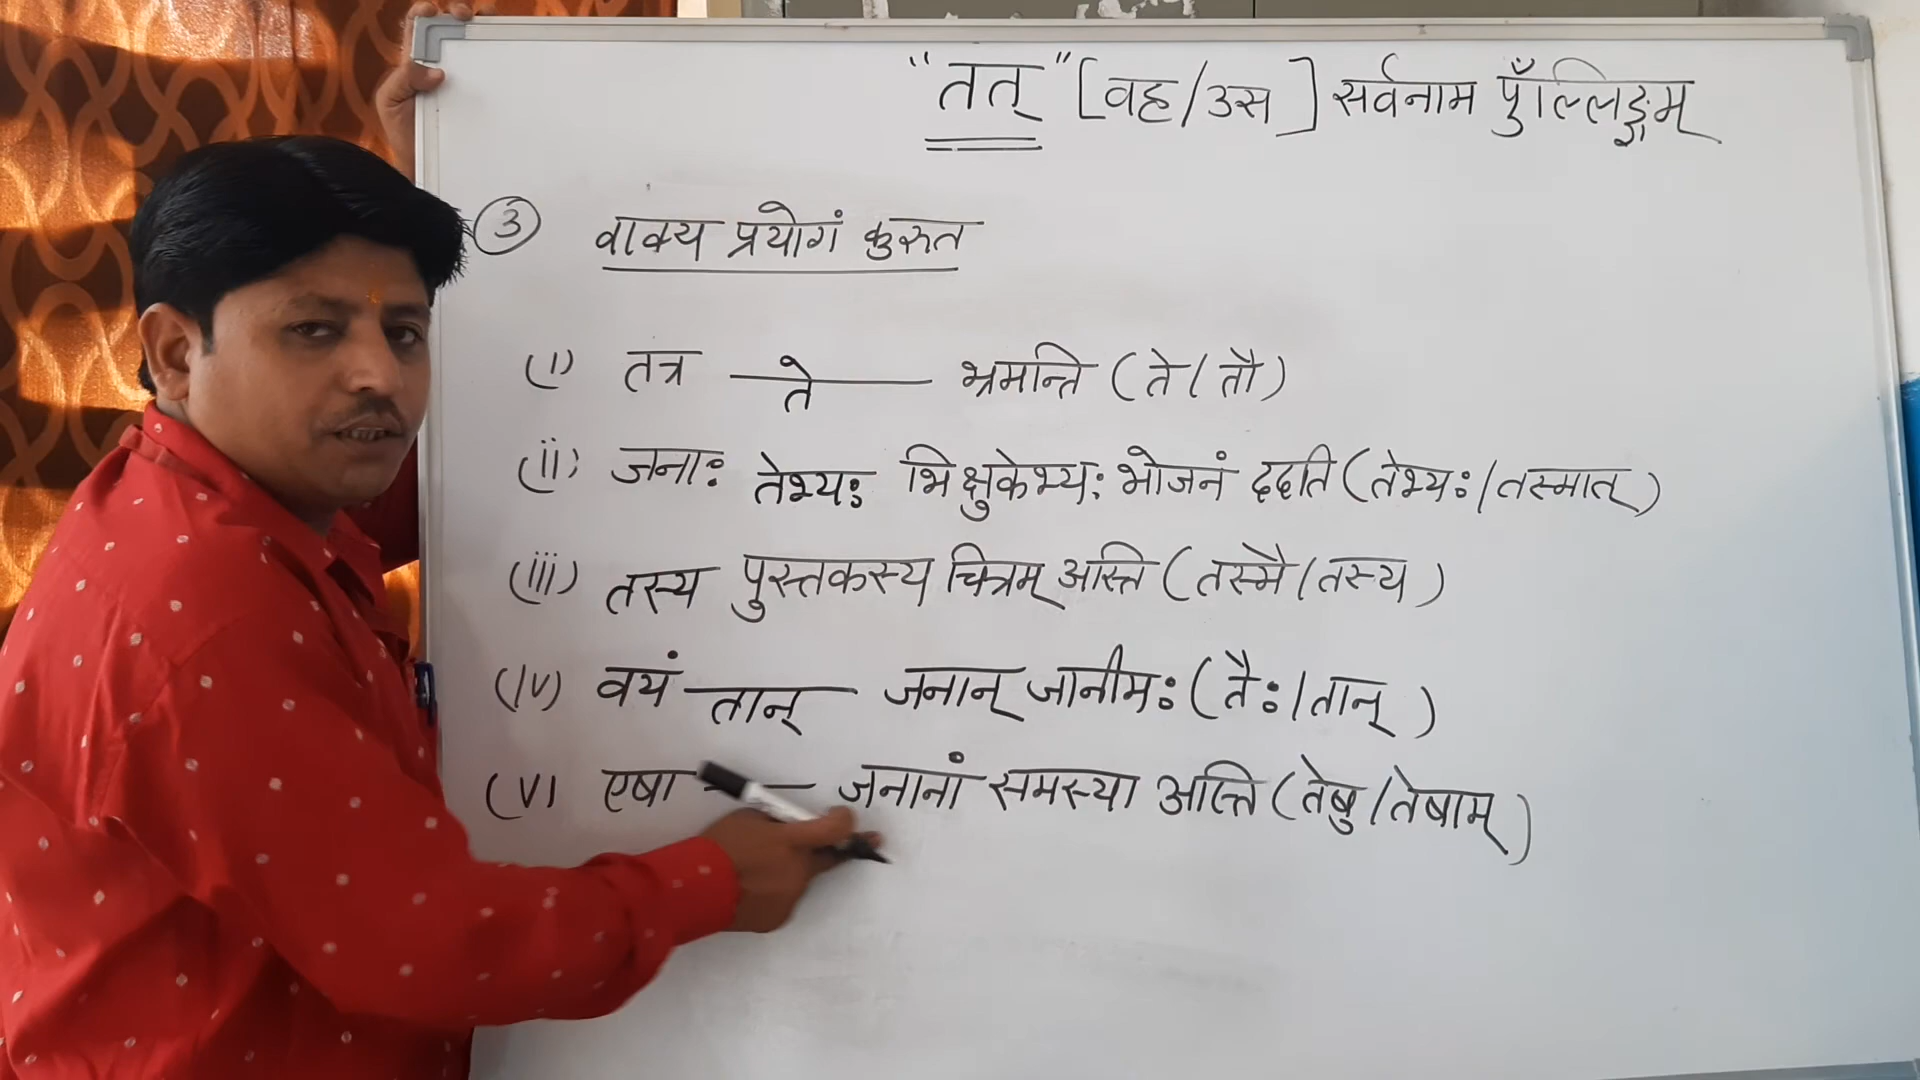 "तत्" [वह/उस] सर्वनाम पुँल्लिङ्गम्
③ वाक्य प्रयोगं कुरुत
(i) तत्र ते भ्रमन्ति (ते/तौ)
(ii) जनाः तेभ्यः भिक्षुकेभ्यः भोजनं ददति (तेभ्यः/तस्मात्)
(iii) तस्य पुस्तकस्य चित्रम् अस्ति (तस्मै/तस्य)
(iv) वयं तान् जनान् जानीमः (तैः/तान्)
(v) एषा — जनानां समस्या अस्ति (तेषु/तेषाम्)